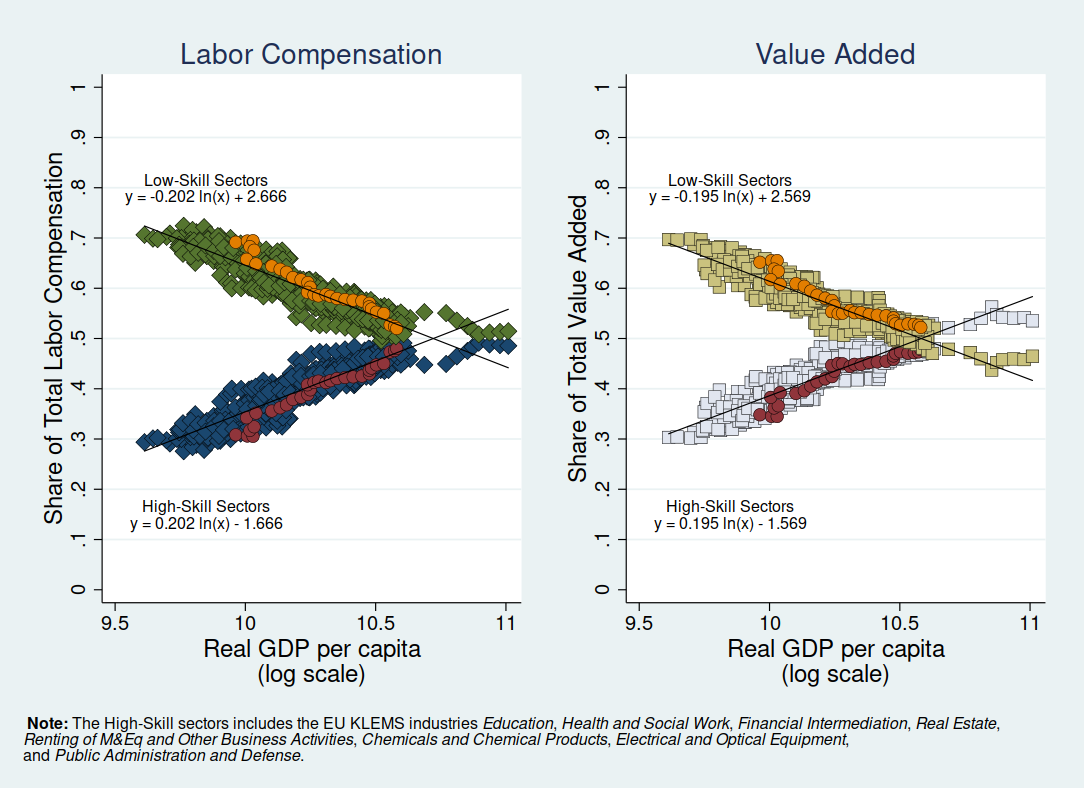 Labor Compensation
Share of Total Labor Compensation
1
.9
.8
.7
.6
.5
.4
.3
.2
.1
0
Low-Skill Sectors
y = -0.202 ln(x) + 2.666
High-Skill Sectors
y = 0.202 ln(x) - 1.666
9.5 10 10.5 11
Real GDP per capita
(log scale)
Value Added
Share of Total Value Added
1
.9
.8
.7
.6
.5
.4
.3
.2
.1
0
Low-Skill Sectors
y = -0.195 ln(x) + 2.569
High-Skill Sectors
y = 0.195 ln(x) - 1.569
9.5 10 10.5 11
Real GDP per capita
(log scale)
Note: The High-Skill sectors includes the EU KLEMS industries Education, Health and Social Work, Financial Intermediation, Real Estate,
Renting of M&Eq and Other Business Activities, Chemicals and Chemical Products, Electrical and Optical Equipment,
and Public Administration and Defense.